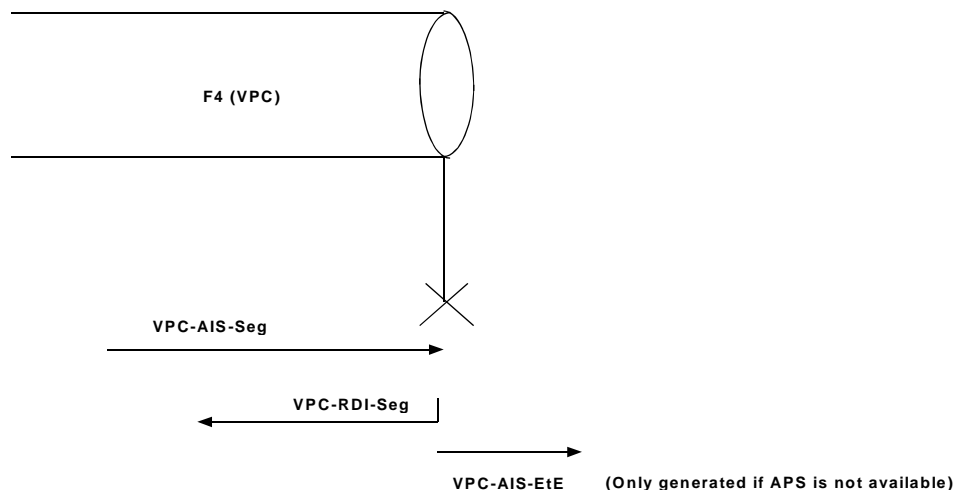 F4 (VPC)
VPC-AIS-Seg
VPC-RDI-Seg
VPC-AIS-EtE (Only generated if APS is not available)